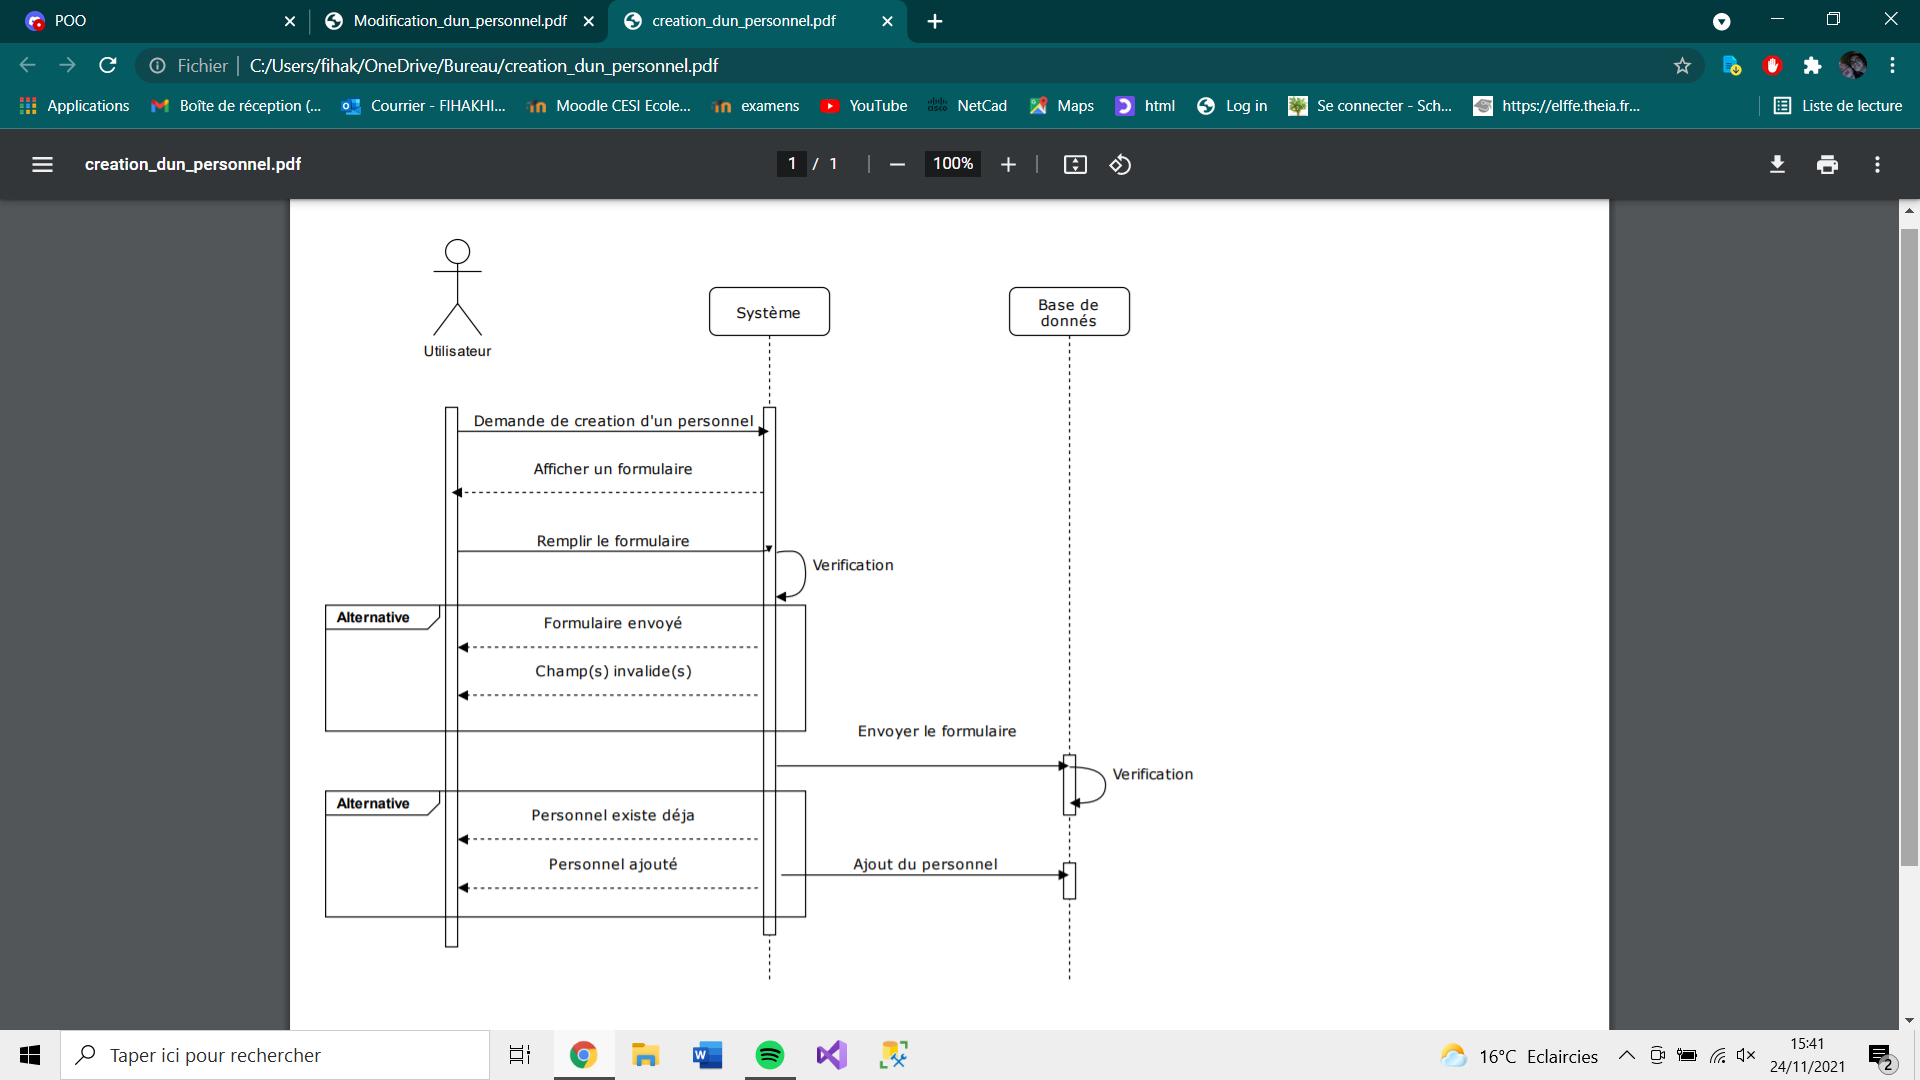 POO
Modification_dun_personnel.pdf
creation_dun_personnel.pdf
Fichier
C:/Users/fihak/OneDrive/Bureau/creation_dun_personnel.pdf
Applications
Boîte de réception (...
Courrier - FIHAKHI...
Moodle CESI Ecole...
examens
YouTube
NetCad
Maps
html
Log in
Se connecter - Sch...
https://elffe.theia.fr...
Liste de lecture
creation_dun_personnel.pdf
1 / 1
100%
Utilisateur
Système
Base de
donnés
Demande de creation d'un personnel
Afficher un formulaire
Remplir le formulaire
Verification
Alternative
Formulaire envoyé
Champ(s) invalide(s)
Envoyer le formulaire
Verification
Alternative
Personnel existe déja
Personnel ajouté
Ajout du personnel
Taper ici pour rechercher
16°C Eclaircies
15:41
24/11/2021
2